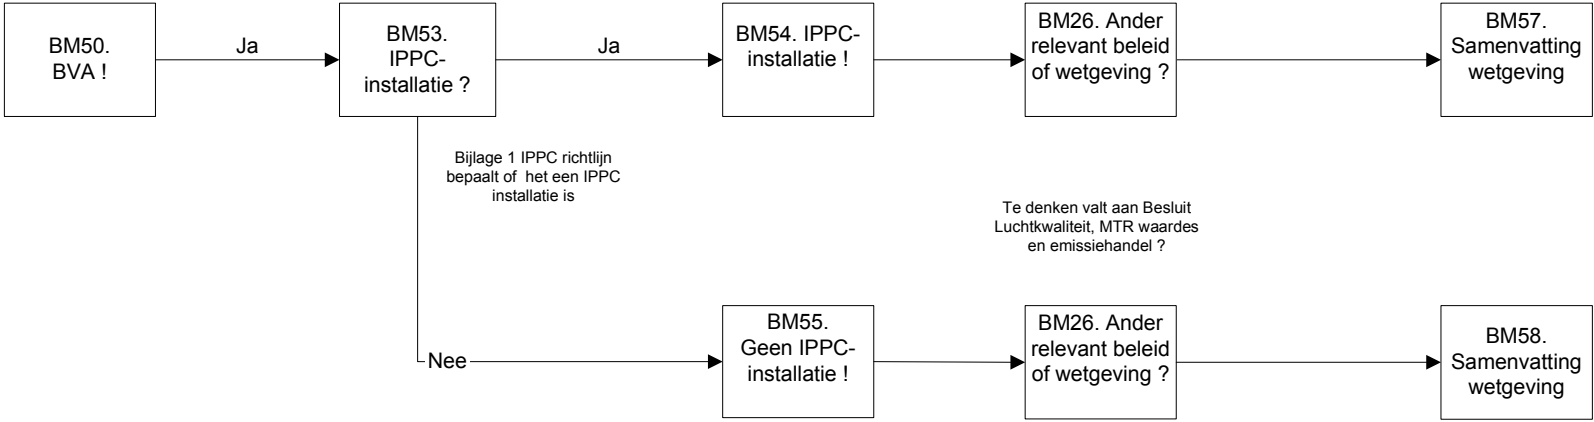 BM50.
BVA !
Ja
BM53.
IPPC-
installatie ?
Ja
BM54. IPPC-
installatie !
BM26. Ander
relevant beleid
of wetgeving ?
BM57.
Samenvatting
wetgeving
Bijlage 1 IPPC richtlijn
bepaalt of het een IPPC
installatie is
Te denken valt aan Besluit
Luchtkwaliteit, MTR waardes
en emissiehandel ?
Nee
BM55.
Geen IPPC-
installatie !
BM26. Ander
relevant beleid
of wetgeving ?
BM58.
Samenvatting
wetgeving